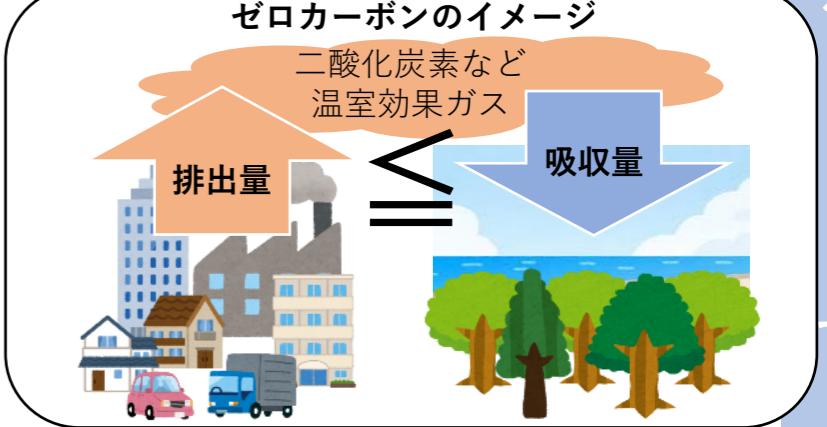 ゼロカーボンのイメージ
二酸化炭素など
温室効果ガス
排出量
≦
吸収量